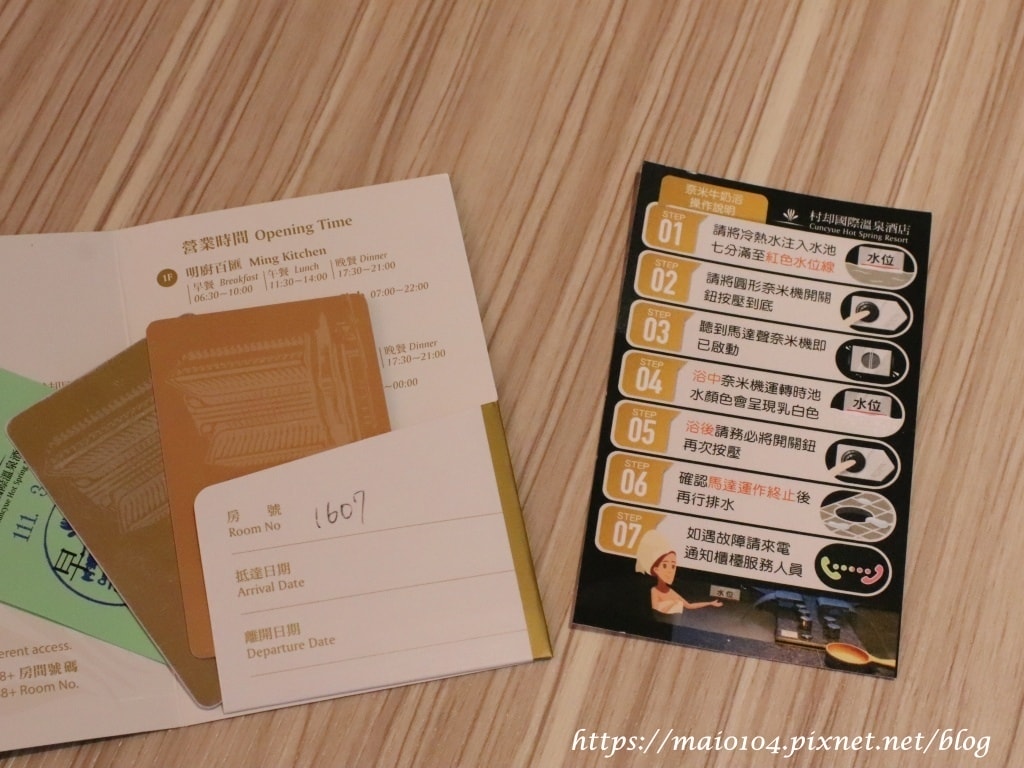 營業時間 Opening Time
1F 明廚百匯 Ming Kitchen
早餐 Breakfast 午餐 Lunch 晚餐 Dinner
06:30~10:00 11:30~14:00 17:30~21:00
07:00~22:00
晚餐 Dinner
17:30~21:00
~00:00
房號 1607
Room No
抵達日期
Arrival Date
離開日期
Departure Date
國際溫泉酒
Cuncyue Hot Spring
111. 3
早
erent access.
8+ 房間號碼
8+ Room No.
奈米牛奶浴
操作說明
村却國際溫泉酒店
Cuncyue Hot Spring Resort
STEP 01
請將冷熱水注入水池
七分滿至紅色水位線
水位
STEP 02
請將圓形奈米機開關
鈕按壓到底
STEP 03
聽到馬達聲奈米機即
已啟動
STEP 04
浴中奈米機運轉時池
水顏色會呈現乳白色
水位
STEP 05
浴後請務必將開關鈕
再次按壓
STEP 06
確認馬達運作終止後
再行排水
STEP 07
如遇故障請來電
通知櫃檯服務人員
水位
https://maio104.pixnet.net/blog